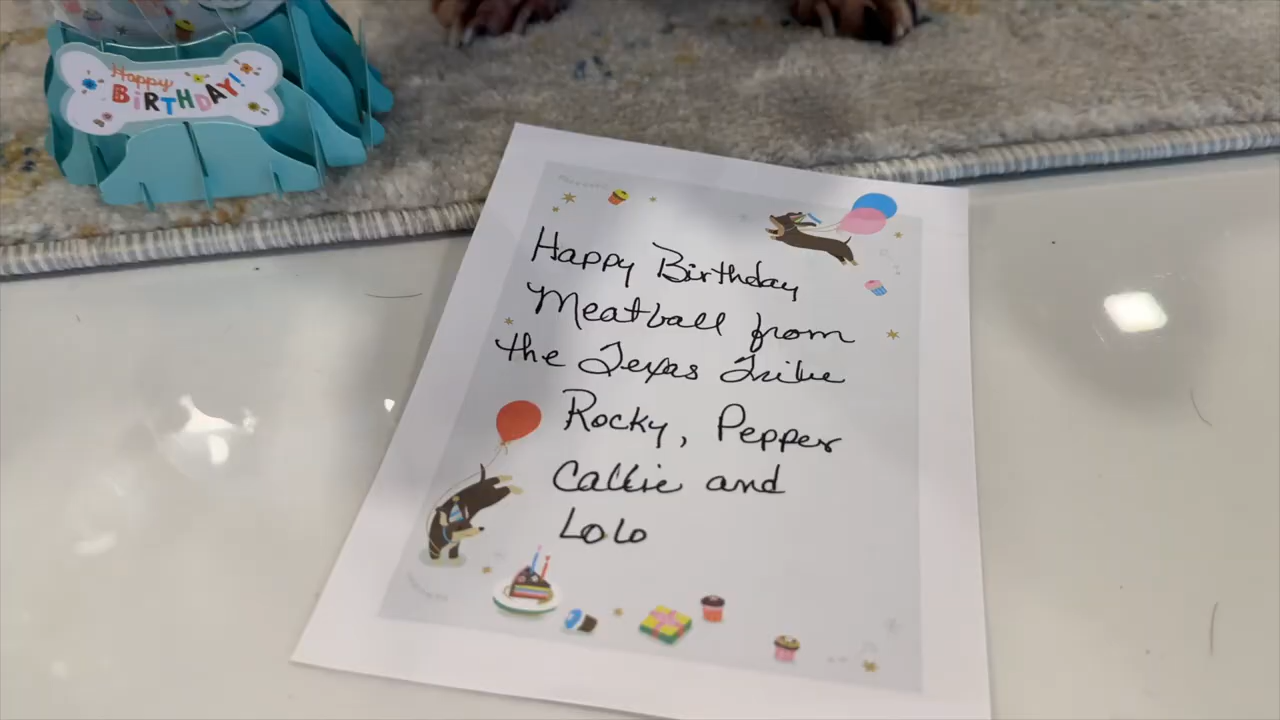 Happy
BIRTHDAY!
Happy Birthday
Meatball from
the Texas Tribe
Rocky, Pepper
Callie and
LoLo